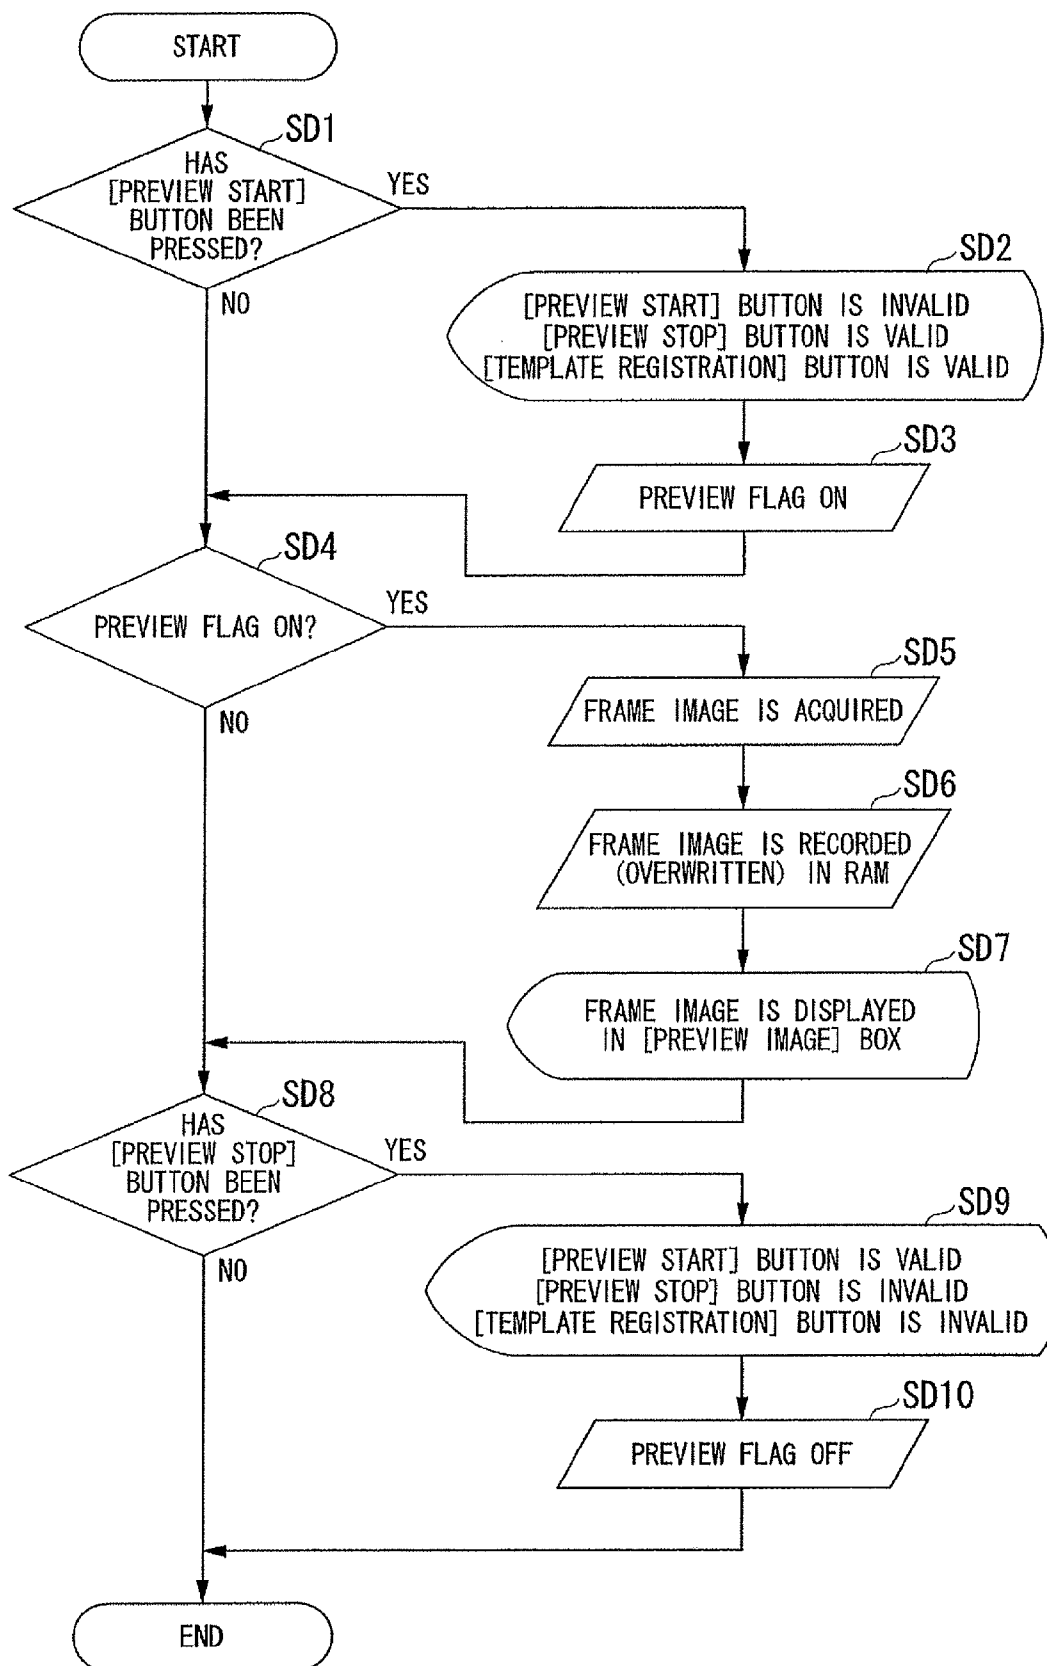 START
SD1
HAS
[PREVIEW START]
BUTTON BEEN
PRESSED?
YES
NO
SD2
[PREVIEW START] BUTTON IS INVALID
[PREVIEW STOP] BUTTON IS VALID
[TEMPLATE REGISTRATION] BUTTON IS VALID
SD3
PREVIEW FLAG ON
SD4
PREVIEW FLAG ON?
YES
NO
SD5
FRAME IMAGE IS ACQUIRED
SD6
FRAME IMAGE IS RECORDED
(OVERWRITTEN) IN RAM
SD7
FRAME IMAGE IS DISPLAYED
IN [PREVIEW IMAGE] BOX
SD8
HAS
[PREVIEW STOP]
BUTTON BEEN
PRESSED?
YES
NO
SD9
[PREVIEW START] BUTTON IS VALID
[PREVIEW STOP] BUTTON IS INVALID
[TEMPLATE REGISTRATION] BUTTON IS INVALID
SD10
PREVIEW FLAG OFF
END